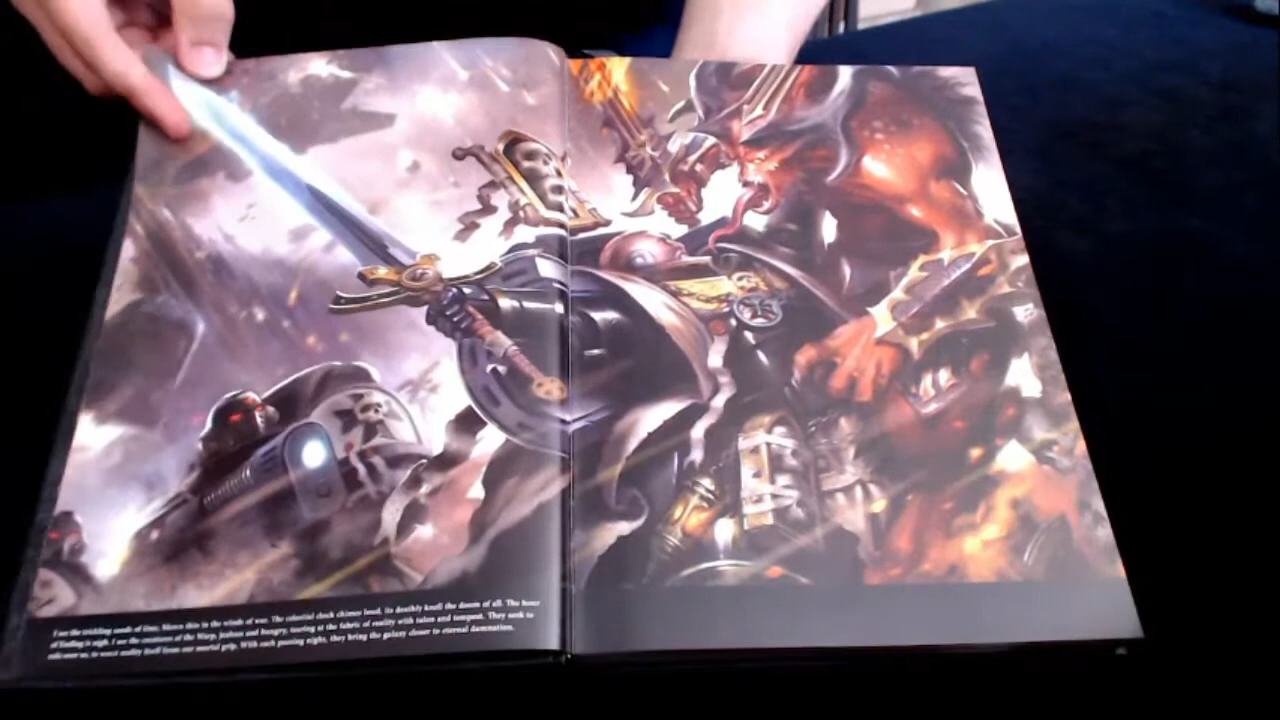 I see the trickling sands of time, blown thin in the winds of war. The celestial clock chimes loud, its deathly knell the doom of all. The hour
of Ending is nigh. I see the creatures of the Warp, jealous and hungry, tearing at the fabric of reality with talon and tempest. They seek to
rule over us, to wrest reality itself from our mortal grip. With each passing night, they bring the galaxy closer to eternal damnation.